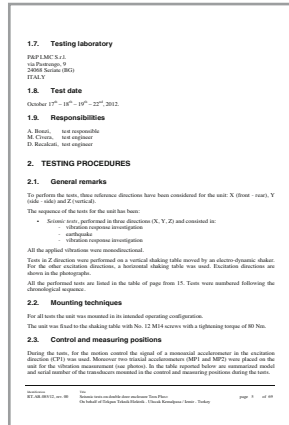 1.7. Testing laboratory
P&P LMC S.r.l.
via Pastrengo, 9
24068 Seriate (BG)
ITALY
1.8. Test date
October 17th – 18th – 19th – 22nd, 2012.
1.9. Responsibilities
A. Bonzi, test responsible
M. Civera, test engineer
D. Recalcati, test engineer
2. TESTING PROCEDURES
2.1. General remarks
To perform the tests, three reference directions have been considered for the unit: X (front - rear), Y
(side - side) and Z (vertical).
The sequence of the tests for the unit has been:
• Seismic tests, performed in three directions (X, Y, Z) and consisted in:
– vibration response investigation
– earthquake
– vibration response investigation
All the applied vibrations were monodirectional.
Tests in Z direction were performed on a vertical shaking table moved by an electro-dynamic shaker.
For the other excitation directions, a horizontal shaking table was used. Excitation directions are
shown in the photographs.
All the performed tests are listed in the table of page from 15. Tests were numbered following the
chronological sequence.
2.2. Mounting techniques
For all tests the unit was mounted in its intended operating configuration.
The unit was fixed to the shaking table with No. 12 M14 screws with a tightening torque of 80 Nm.
2.3. Control and measuring positions
During the tests, for the motion control the signal of a monoaxial accelerometer in the excitation
direction (CP1) was used. Moreover two triaxial accelerometers (MP1 and MP2) were placed on
the unit for the vibration measurement (see photos). In the table reported below are summarized model
and serial number of the transducers mounted in the control and measuring positions during the tests.
Identification Title
Seismic tests on double door enclosure Tora Plate
page 5 of 69